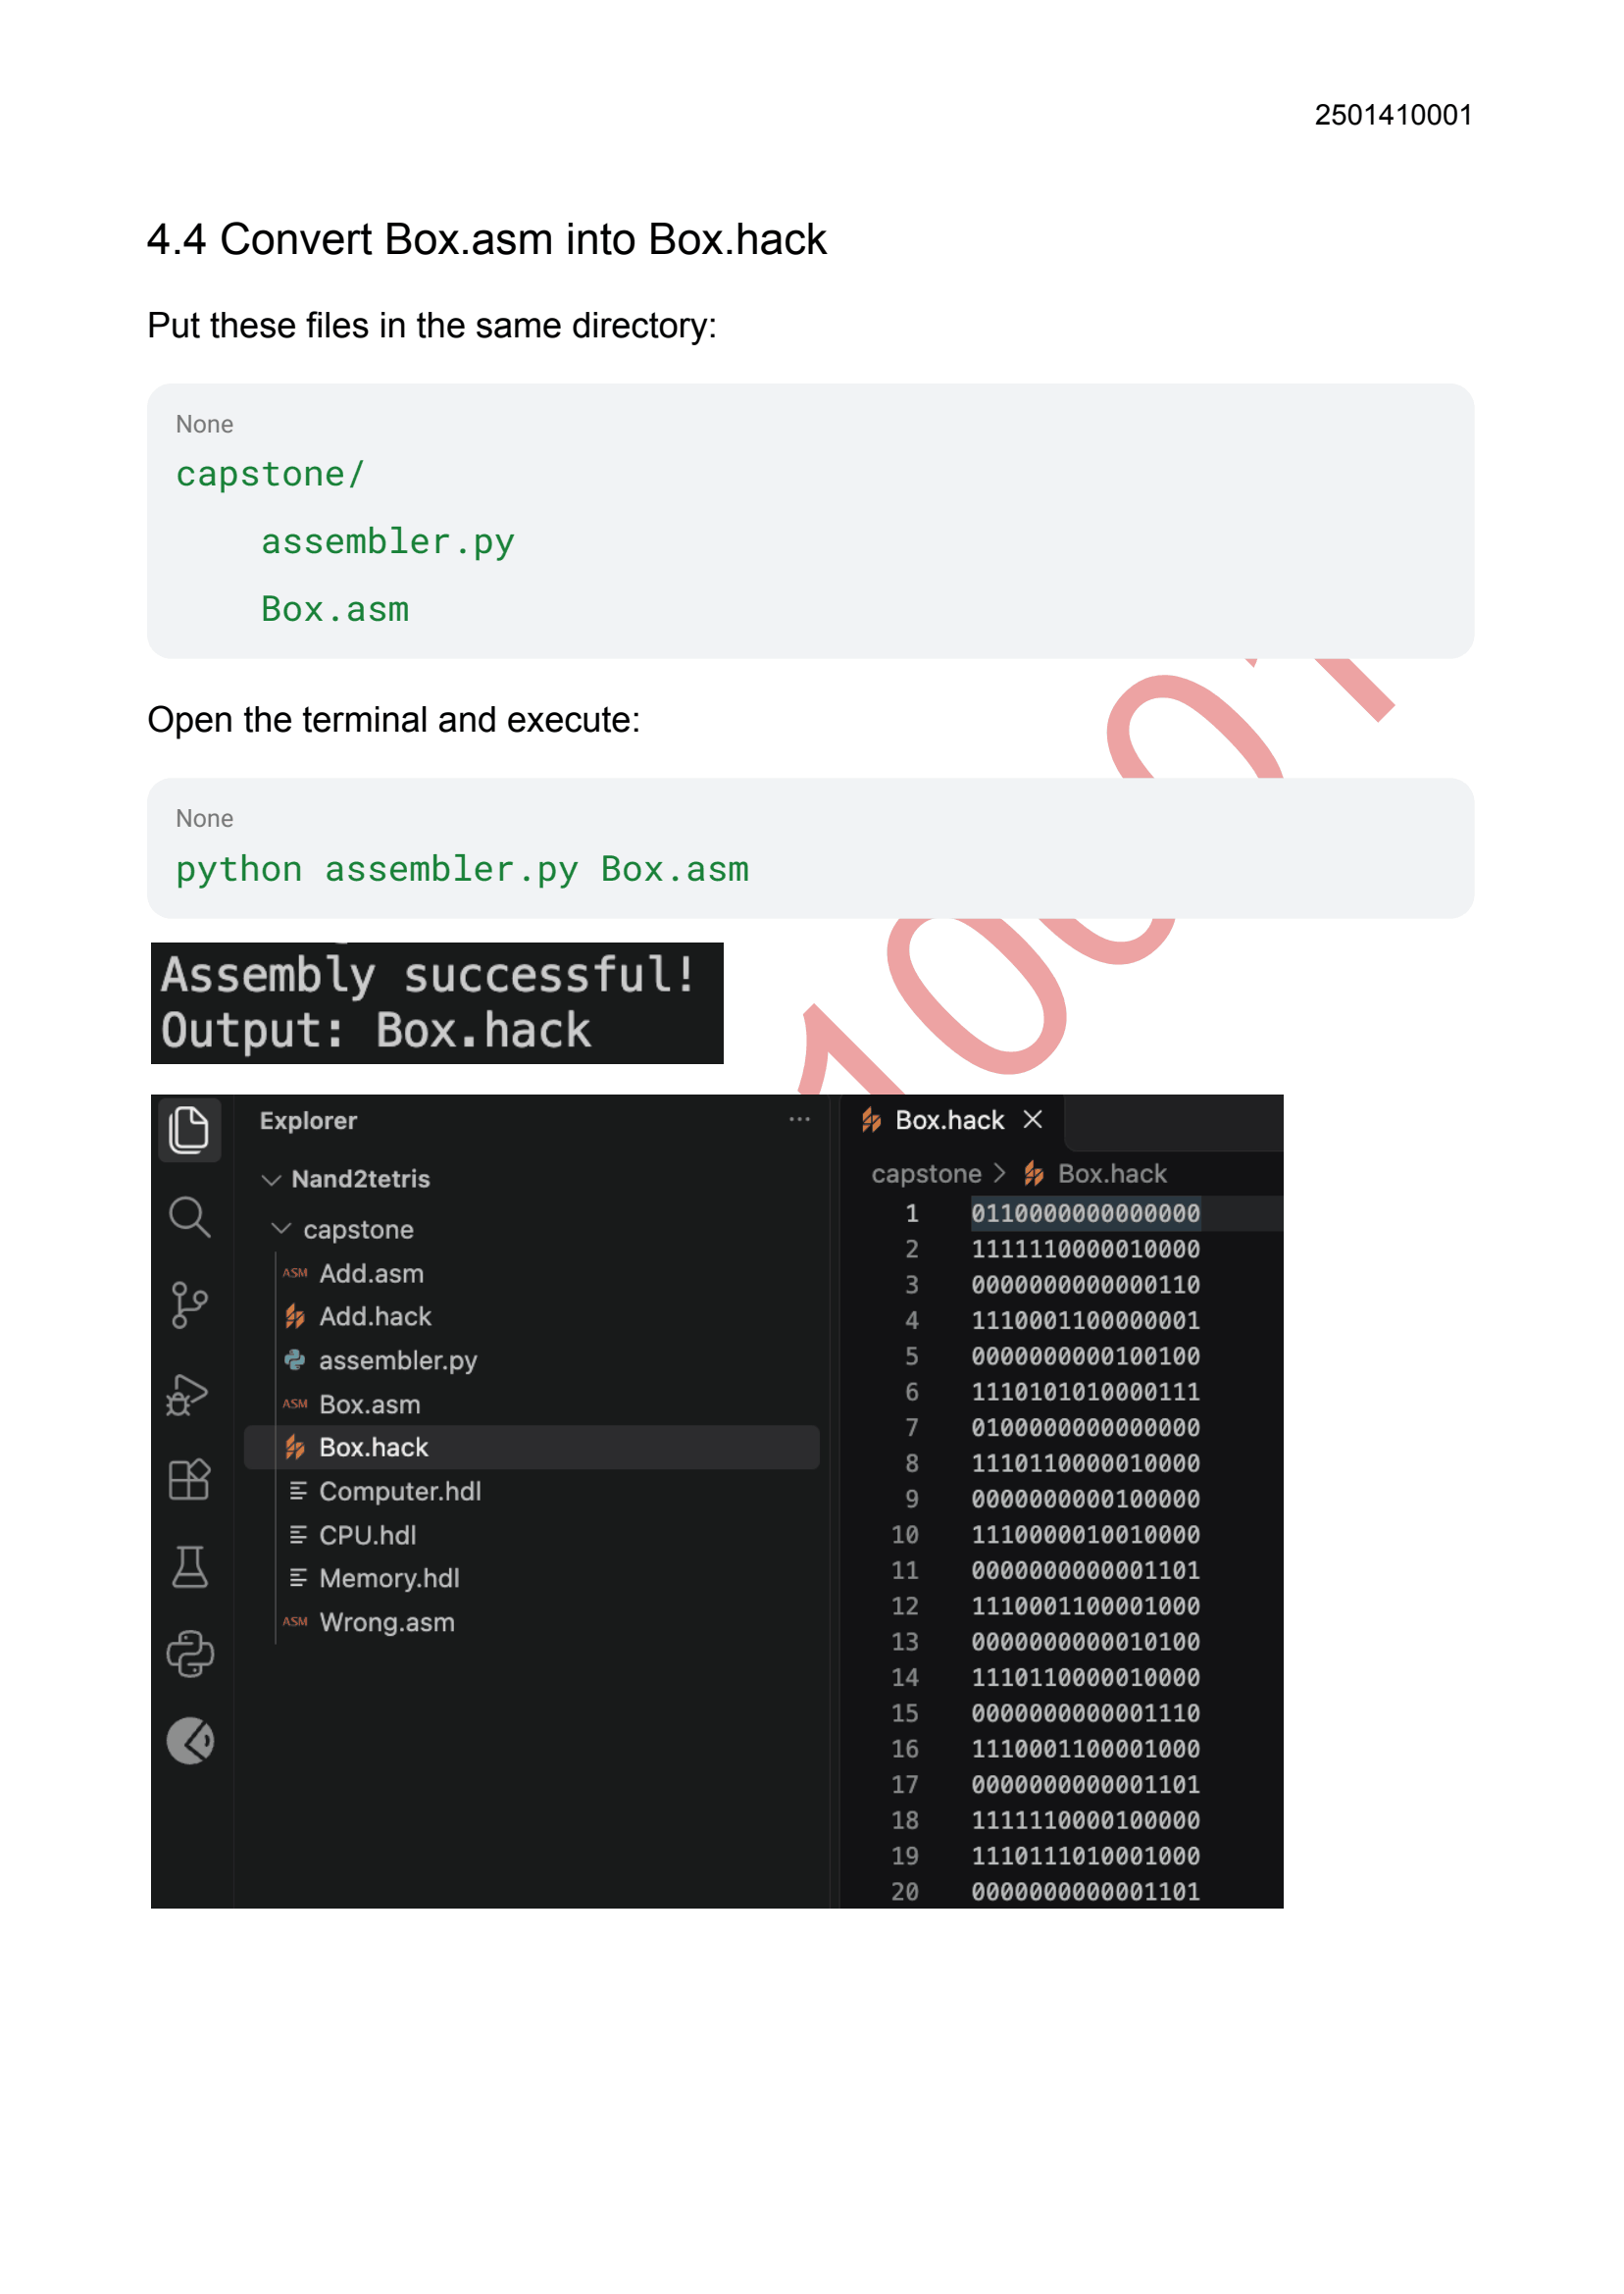 2501410001
4.4 Convert Box.asm into Box.hack
Put these files in the same directory:
None
capstone/
assembler.py
Box.asm
Open the terminal and execute:
None
python assembler.py Box.asm
Assembly successful!
Output: Box.hack
Explorer
Nand2tetris
capstone
ASM Add.asm
Add.hack
assembler.py
ASM Box.asm
Box.hack
Computer.hdl
CPU.hdl
Memory.hdl
ASM Wrong.asm
Box.hack
capstone > Box.hack
1 0110000000000000
2 1111110000010000
3 0000000000000110
4 1110001100000001
5 0000000000100100
6 1110101010000111
7 0100000000000000
8 1110110000010000
9 0000000000100000
10 1110000010010000
11 0000000000001101
12 1110001100001000
13 0000000000010100
14 1110110000010000
15 0000000000001110
16 1110001100001000
17 0000000000001101
18 1111110000100000
19 1110111010001000
20 0000000000001101